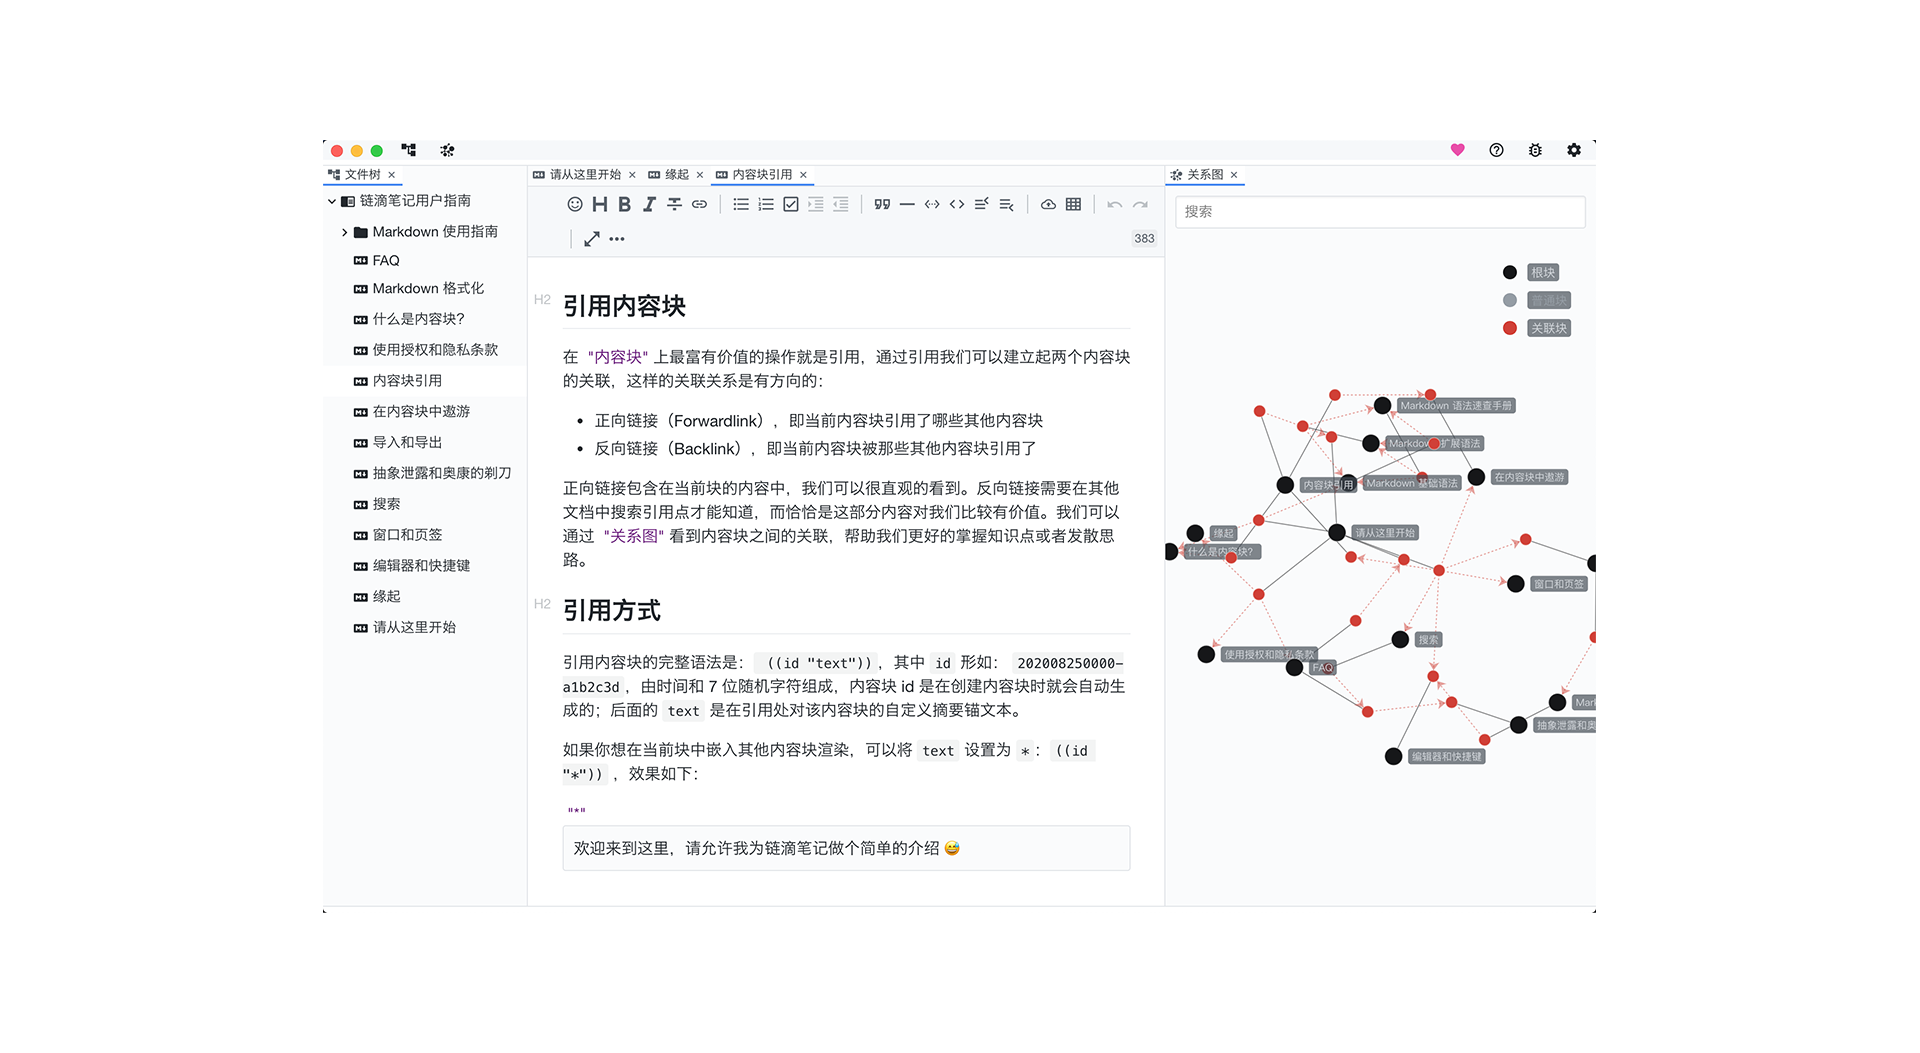 文件树
链滴笔记用户指南
Markdown 使用指南
FAQ
Markdown 格式化
什么是内容块？
使用授权和隐私条款
内容块引用
在内容块中遨游
导入和导出
抽象泄露和奥康的剃刀
搜索
窗口和页签
编辑器和快捷键
缘起
请从这里开始
请从这里开始 缘起 内容块引用
383
H2 引用内容块
在 "内容块" 上最富有价值的操作就是引用，通过引用我们可以建立起两个内容块
的关联，这样的关联关系是有方向的：
• 正向链接（Forwardlink），即当前内容块引用了哪些其他内容块
• 反向链接（Backlink），即当前内容块被那些其他内容块引用了
正向链接包含在当前块的内容中，我们可以很直观的看到。反向链接需要在其他
文档中搜索引用点才能知道，而恰恰是这部分内容对我们比较有价值。我们可以
通过 "关系图" 看到内容块之间的关联，帮助我们更好的掌握知识点或者发散思
路。
H2 引用方式
引用内容块的完整语法是： ((id "text"))，其中 id 形如： 202008250000-
a1b2c3d，由时间和 7 位随机字符组成，内容块 id 是在创建内容块时就会自动生
成的；后面的 text 是在引用处对该内容块的自定义摘要锚文本。
如果你想在当前块中嵌入其他内容块渲染，可以将 text 设置为 *： ((id
"*")) ，效果如下：
"*"
欢迎来到这里，请允许我为链滴笔记做个简单的介绍 😅
关系图
搜索
根块
普通块
关联块
Markdown 语法速查手册
Markdown 扩展语法
在内容块中遨游
内容块引用
Markdown 基础语法
缘起
请从这里开始
什么是内容块？
窗口和页签
搜索
使用授权和隐私条款
FAQ
Mark
抽象泄露和奥
编辑器和快捷键